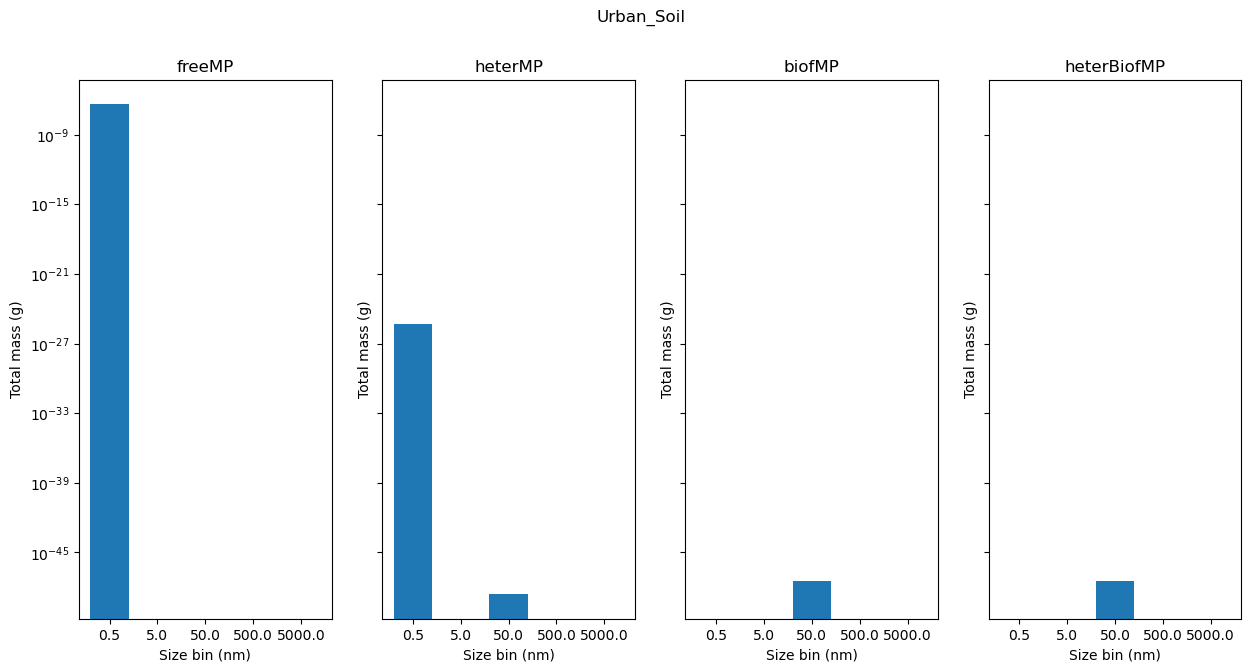 Urban_Soil
freeMP
heterMP
biofMP
heterBiofMP
10⁻⁹
10⁻¹⁵
10⁻²¹
10⁻²⁷
10⁻³³
10⁻³⁹
10⁻⁴⁵
Total mass (g)
Total mass (g)
Total mass (g)
Total mass (g)
0.5 5.0 50.0 500.0 5000.0
0.5 5.0 50.0 500.0 5000.0
0.5 5.0 50.0 500.0 5000.0
0.5 5.0 50.0 500.0 5000.0
Size bin (nm)
Size bin (nm)
Size bin (nm)
Size bin (nm)